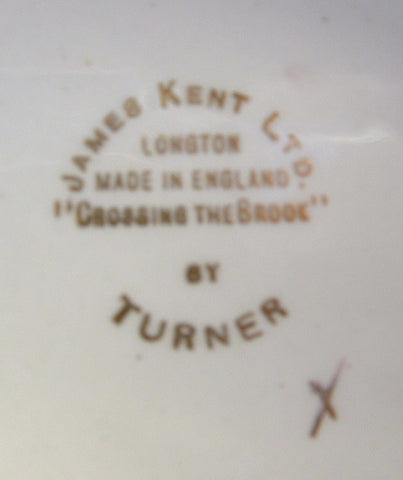 JAMES KENT LTD.
LONGTON
MADE IN ENGLAND
"CROSSING THE BROOK"
BY
TURNER
X